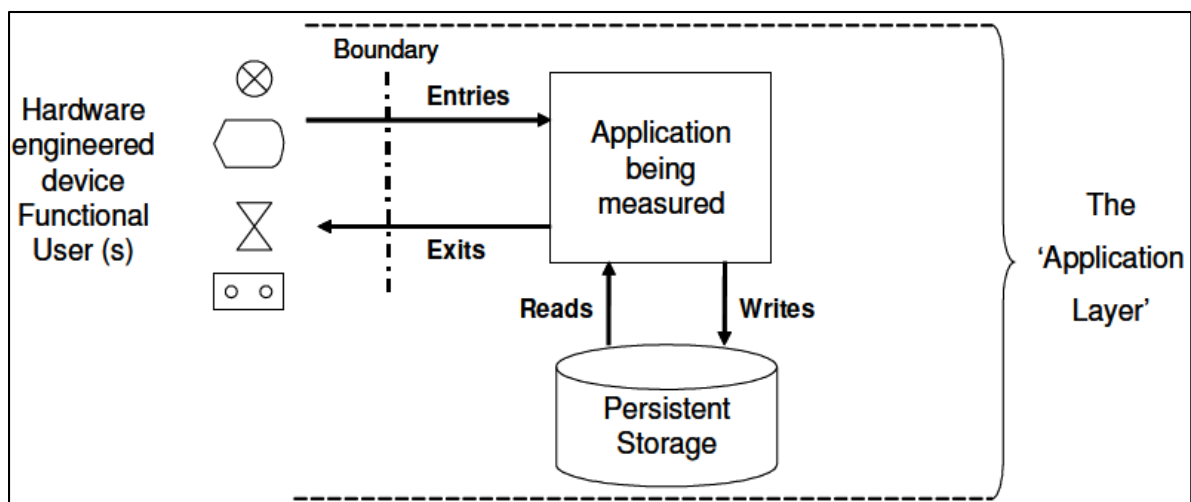 Hardware
engineered
device
Functional
User (s)
Boundary
Entries
Exits
Application
being
measured
Reads
Writes
Persistent
Storage
The
‘Application
Layer’